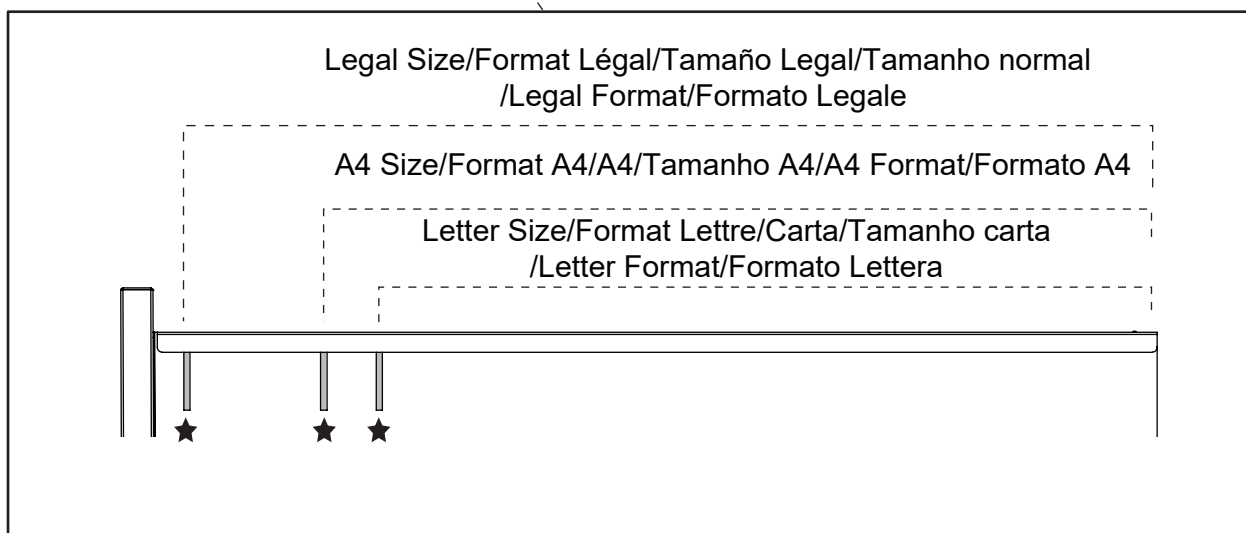 Legal Size/Format Légal/Tamaño Legal/Tamanho normal
/Legal Format/Formato Legale
A4 Size/Format A4/A4/Tamanho A4/A4 Format/Formato A4
Letter Size/Format Lettre/Carta/Tamanho carta
/Letter Format/Formato Lettera